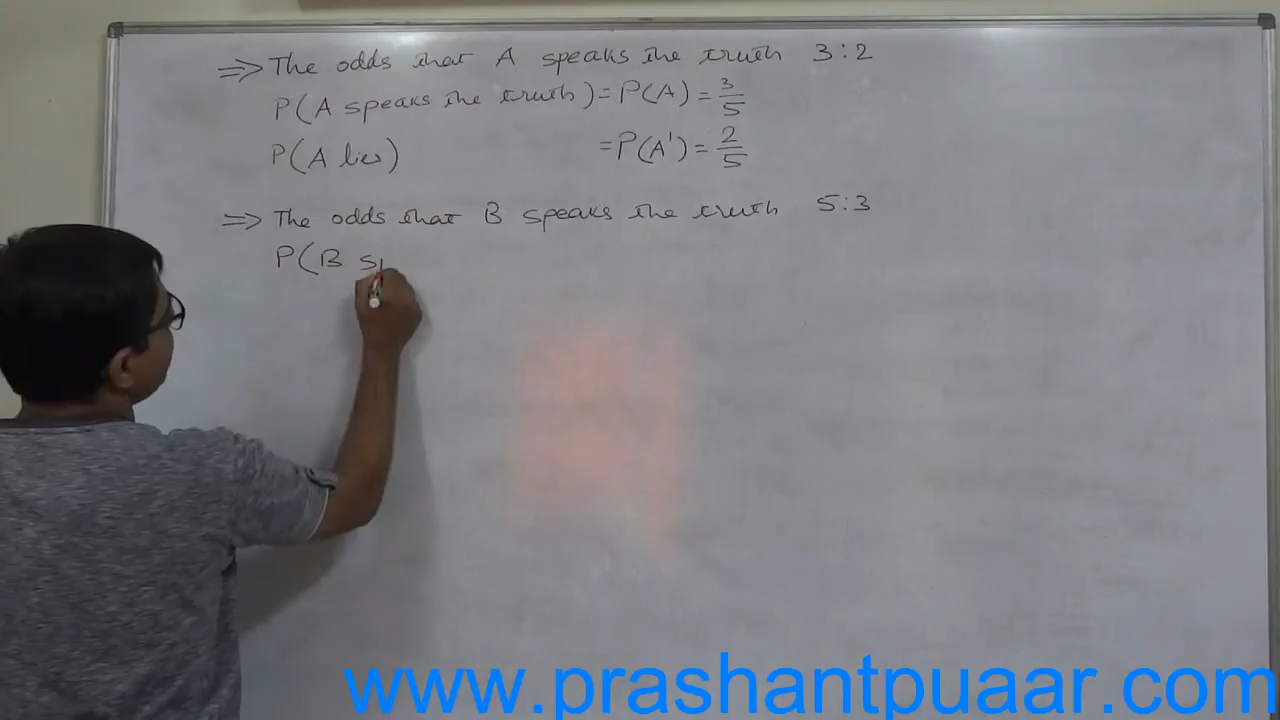 ⇒ The odds that A speaks the truth 3:2
P(A speaks the truth) = P(A) = 3/5
P(A lies) = P(A') = 2/5
⇒ The odds that B speaks the truth 5:3
P(B sp
www.prashantpuaar.com